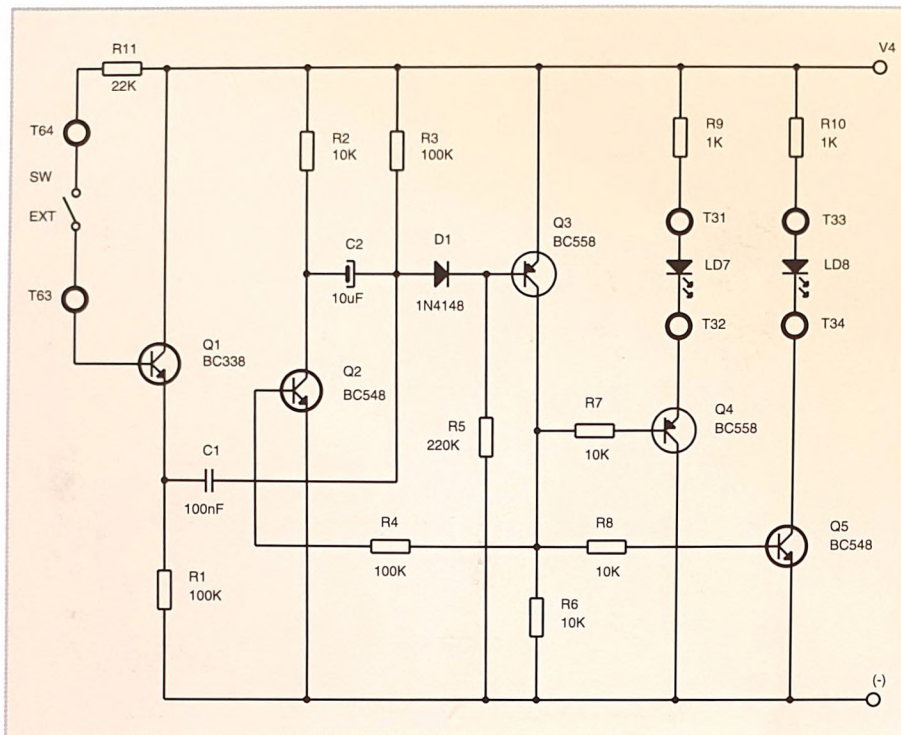 R11
22K
V4
T64
SW
EXT
T63
R2
10K
R3
100K
R9
1K
R10
1K
C2
10uF
D1
1N4148
Q3
BC558
T31
T33
LD7
LD8
T32
T34
Q1
BC338
Q2
BC548
R5
220K
R7
10K
Q4
BC558
C1
100nF
R4
100K
R8
10K
Q5
BC548
R1
100K
R6
10K
(-)